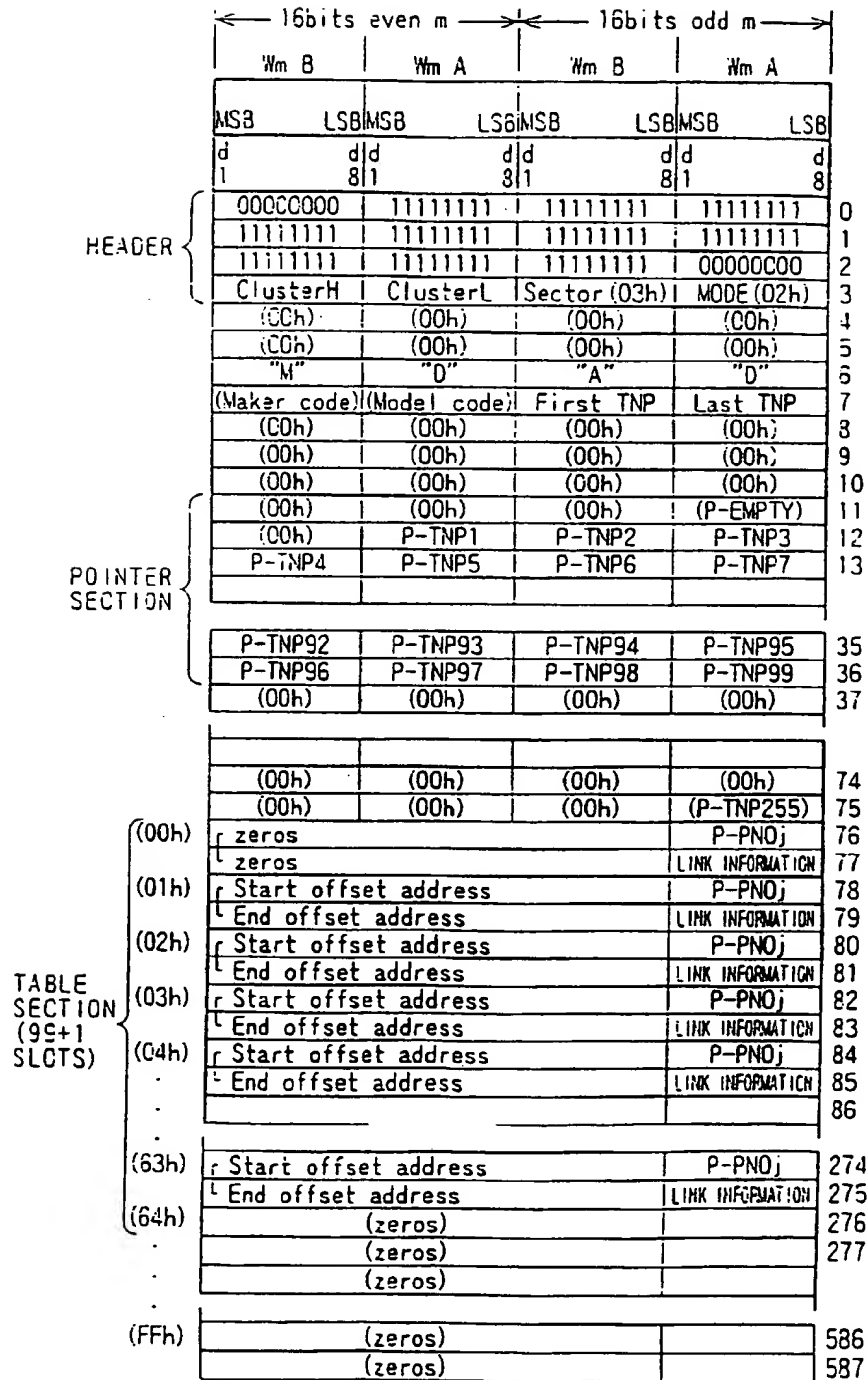 16bits even m 16bits odd m
Wm B Wm A Wm B Wm A
MSB LSB MSB LSB MSB LSB MSB LSB
d d d d d d d d
1 8 1 8 1 8 1 8
HEADER
00000000 11111111 11111111 11111111 0
11111111 11111111 11111111 11111111 1
11111111 11111111 11111111 00000000 2
ClusterH ClusterL Sector(03h) MODE(02h) 3
(00h) (00h) (00h) (00h) 4
(00h) (00h) (00h) (00h) 5
"M" "D" "A" "D" 6
(Maker code) (Model code) First TNP Last TNP 7
(00h) (00h) (00h) (00h) 8
(00h) (00h) (00h) (00h) 9
(00h) (00h) (00h) (00h) 10
POINTER
SECTION
(00h) (00h) (00h) (P-EMPTY) 11
(00h) P-TNP1 P-TNP2 P-TNP3 12
P-TNP4 P-TNP5 P-TNP6 P-TNP7 13
P-TNP92 P-TNP93 P-TNP94 P-TNP95 35
P-TNP96 P-TNP97 P-TNP98 P-TNP99 36
(00h) (00h) (00h) (00h) 37
(00h) (00h) (00h) (00h) 74
(00h) (00h) (00h) (P-TNP255) 75
TABLE
SECTION
(99+1
SLOTS)
(00h) zeros P-PNOj 76
zeros LINK INFORMATION 77
(01h) Start offset address P-PNOj 78
End offset address LINK INFORMATION 79
(02h) Start offset address P-PNOj 80
End offset address LINK INFORMATION 81
(03h) Start offset address P-PNOj 82
End offset address LINK INFORMATION 83
(04h) Start offset address P-PNOj 84
End offset address LINK INFORMATION 85
86
(63h) Start offset address P-PNOj 274
End offset address LINK INFORMATION 275
(64h) (zeros) 276
(zeros) 277
(zeros)
(FFh) (zeros) 586
(zeros) 587